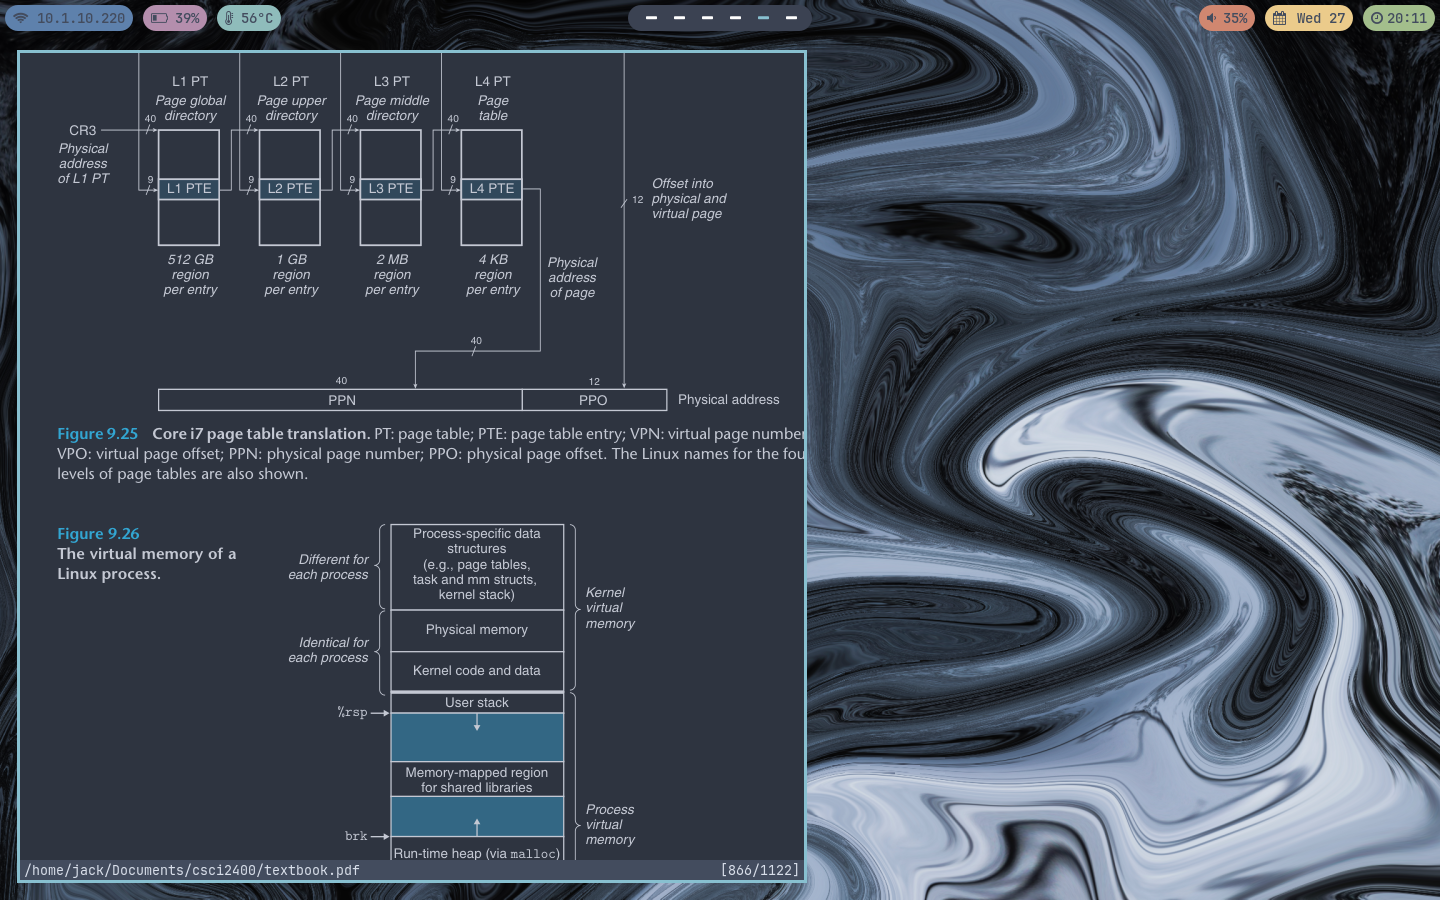 10.1.10.220 39% 56°C 35% Wed 27 20:11
L1 PT L2 PT L3 PT L4 PT
Page global Page upper Page middle Page
directory directory directory table
40 40 40 40
CR3
Physical
address
of L1 PT
9 9 9 9
L1 PTE L2 PTE L3 PTE L4 PTE
Offset into
12 physical and
virtual page
512 GB 1 GB 2 MB 4 KB
region region region region
per entry per entry per entry per entry
Physical
address
of page
40
40 12
PPN PPO Physical address
Figure 9.25 Core i7 page table translation. PT: page table; PTE: page table entry; VPN: virtual page number
VPO: virtual page offset; PPN: physical page number; PPO: physical page offset. The Linux names for the fou
levels of page tables are also shown.
Figure 9.26
The virtual memory of a
Linux process.
Different for
each process
Process-specific data
structures
(e.g., page tables,
task and mm structs,
kernel stack)
Kernel
virtual
memory
Identical for
each process
Physical memory
Kernel code and data
User stack
%rsp
Memory-mapped region
for shared libraries
Process
virtual
memory
brk
Run-time heap (via malloc)
/home/jack/Documents/csci2400/textbook.pdf [866/1122]